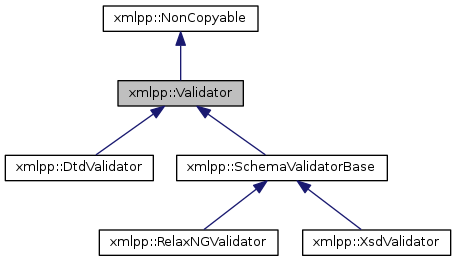 xmlpp::NonCopyable
xmlpp::Validator
xmlpp::DtdValidator
xmlpp::SchemaValidatorBase
xmlpp::RelaxNGValidator
xmlpp::XsdValidator